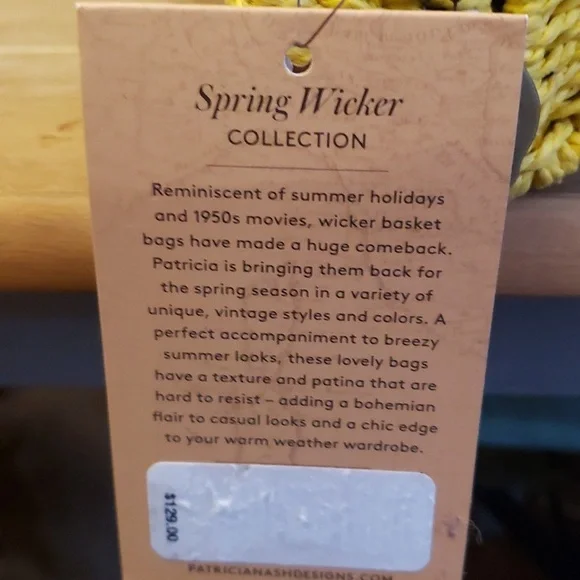 Spring Wicker
COLLECTION
Reminiscent of summer holidays
and 1950s movies, wicker basket
bags have made a huge comeback.
Patricia is bringing them back for
the spring season in a variety of
unique, vintage styles and colors. A
perfect accompaniment to breezy
summer looks, these lovely bags
have a texture and patina that are
hard to resist – adding a bohemian
flair to casual looks and a chic edge
to your warm weather wardrobe.
$129.00
PATRICIANASHDESIGNS.COM